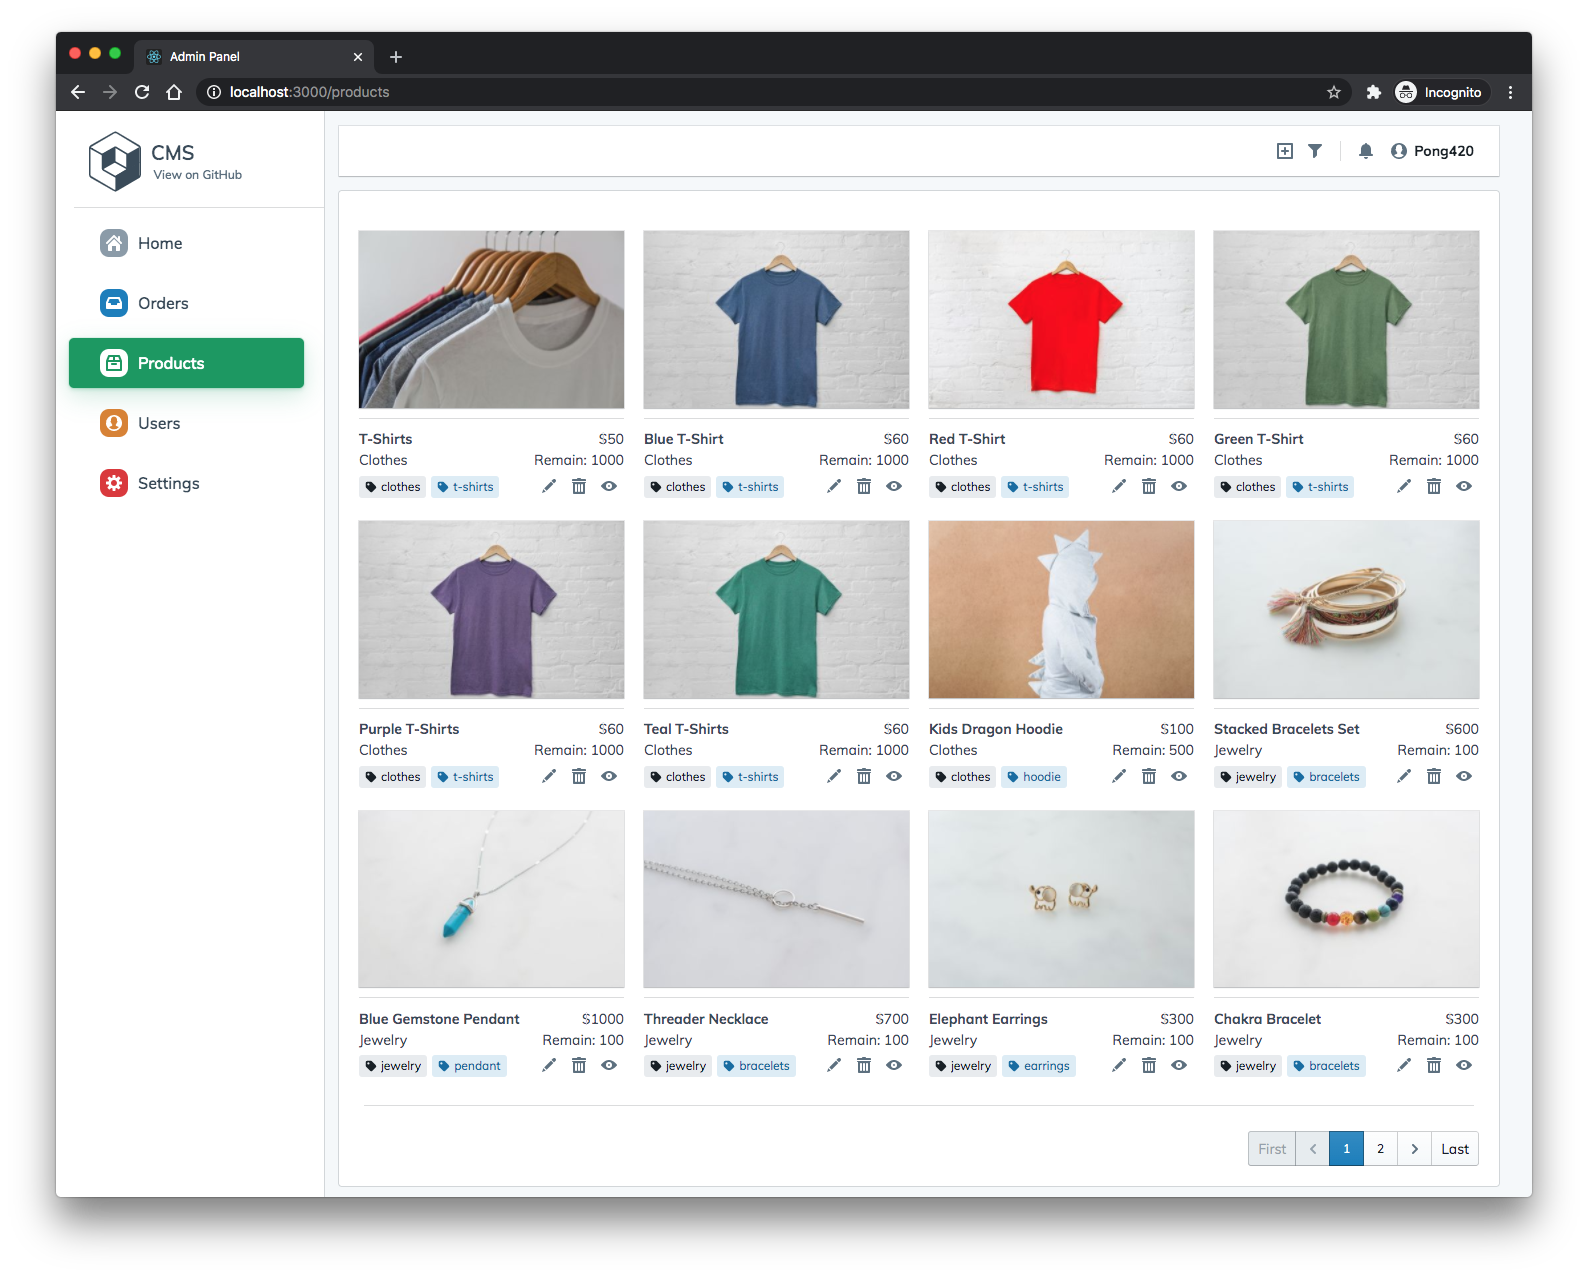 Admin Panel
localhost:3000/products
Incognito
CMS
View on GitHub
Pong420
Home
Orders
Products
Users
Settings
T-Shirts $50
Clothes Remain: 1000
clothes t-shirts
Blue T-Shirt $60
Clothes Remain: 1000
clothes t-shirts
Red T-Shirt $60
Clothes Remain: 1000
clothes t-shirts
Green T-Shirt $60
Clothes Remain: 1000
clothes t-shirts
Purple T-Shirts $60
Clothes Remain: 1000
clothes t-shirts
Teal T-Shirts $60
Clothes Remain: 1000
clothes t-shirts
Kids Dragon Hoodie $100
Clothes Remain: 500
clothes hoodie
Stacked Bracelets Set $600
Jewelry Remain: 100
jewelry bracelets
Blue Gemstone Pendant $1000
Jewelry Remain: 100
jewelry pendant
Threader Necklace $700
Jewelry Remain: 100
jewelry bracelets
Elephant Earrings $300
Jewelry Remain: 100
jewelry earrings
Chakra Bracelet $300
Jewelry Remain: 100
jewelry bracelets
First 1 2 Last